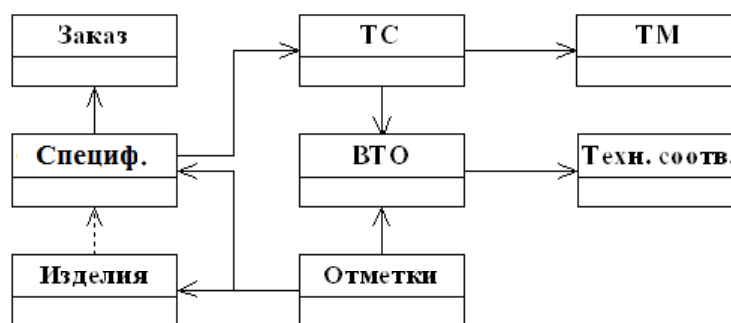 Заказ
ТС
ТМ
Специф.
ВТО
Техн. соотв.
Изделия
Отметки